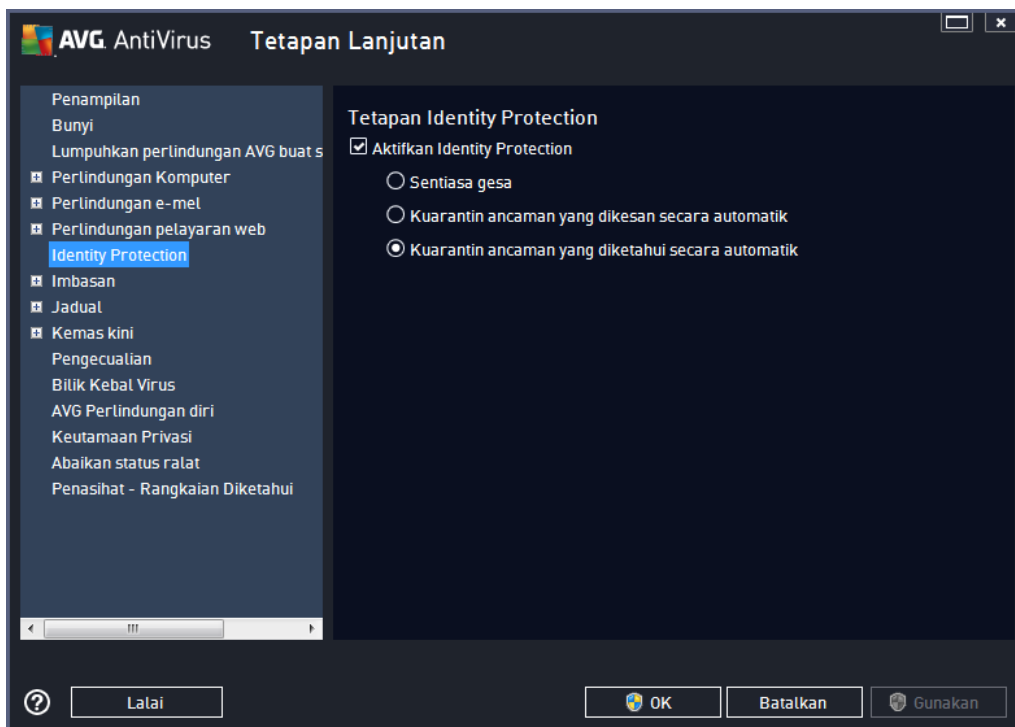 AVG AntiVirus Tetapan Lanjutan
Penampilan
Bunyi
Lumpuhkan perlindungan AVG buat s
Perlindungan Komputer
Perlindungan e-mel
Perlindungan pelayaran web
Identity Protection
Imbasan
Jadual
Kemas kini
Pengecualian
Bilik Kebal Virus
AVG Perlindungan diri
Keutamaan Privasi
Abaikan status ralat
Penasihat - Rangkaian Diketahui
Tetapan Identity Protection
Aktifkan Identity Protection
Sentiasa gesa
Kuarantin ancaman yang dikesan secara automatik
Kuarantin ancaman yang diketahui secara automatik
? Lalai OK Batalkan Gunakan